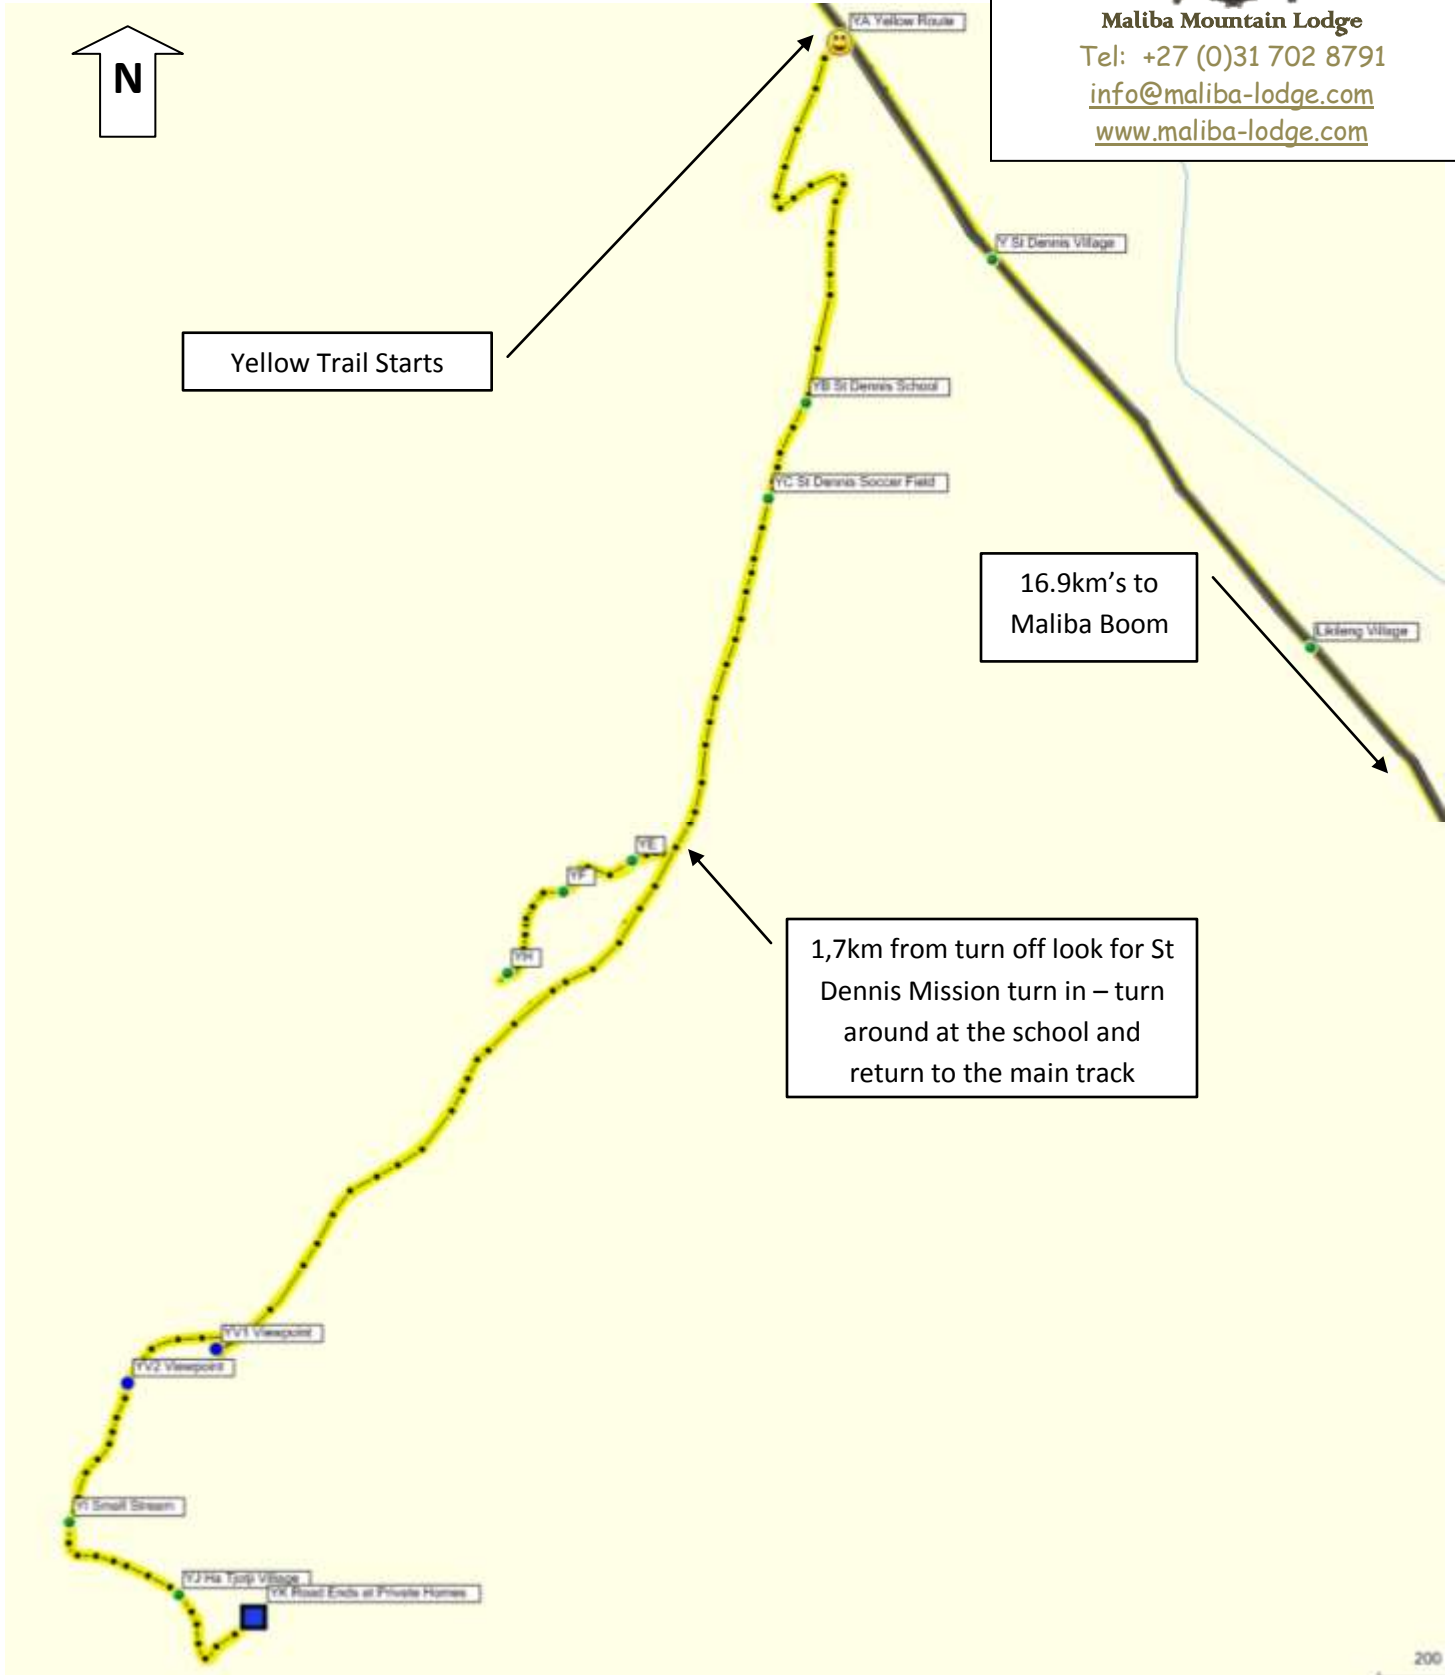 N
YA Yellow Route
Maliba Mountain Lodge
Tel: +27 (0)31 702 8791
info@maliba-lodge.com
www.maliba-lodge.com
Y St Dennis Village
Yellow Trail Starts
YB St Dennis School
YC St Dennis Soccer Field
16.9km's to
Maliba Boom
Village
YE
YF
YH
1,7km from turn off look for St
Dennis Mission turn in – turn
around at the school and
return to the main track
YV1 Viewpoint
YV2 Viewpoint
YI Small Stream
YJ Ha Village
YK Road Ends at Private Homes
200